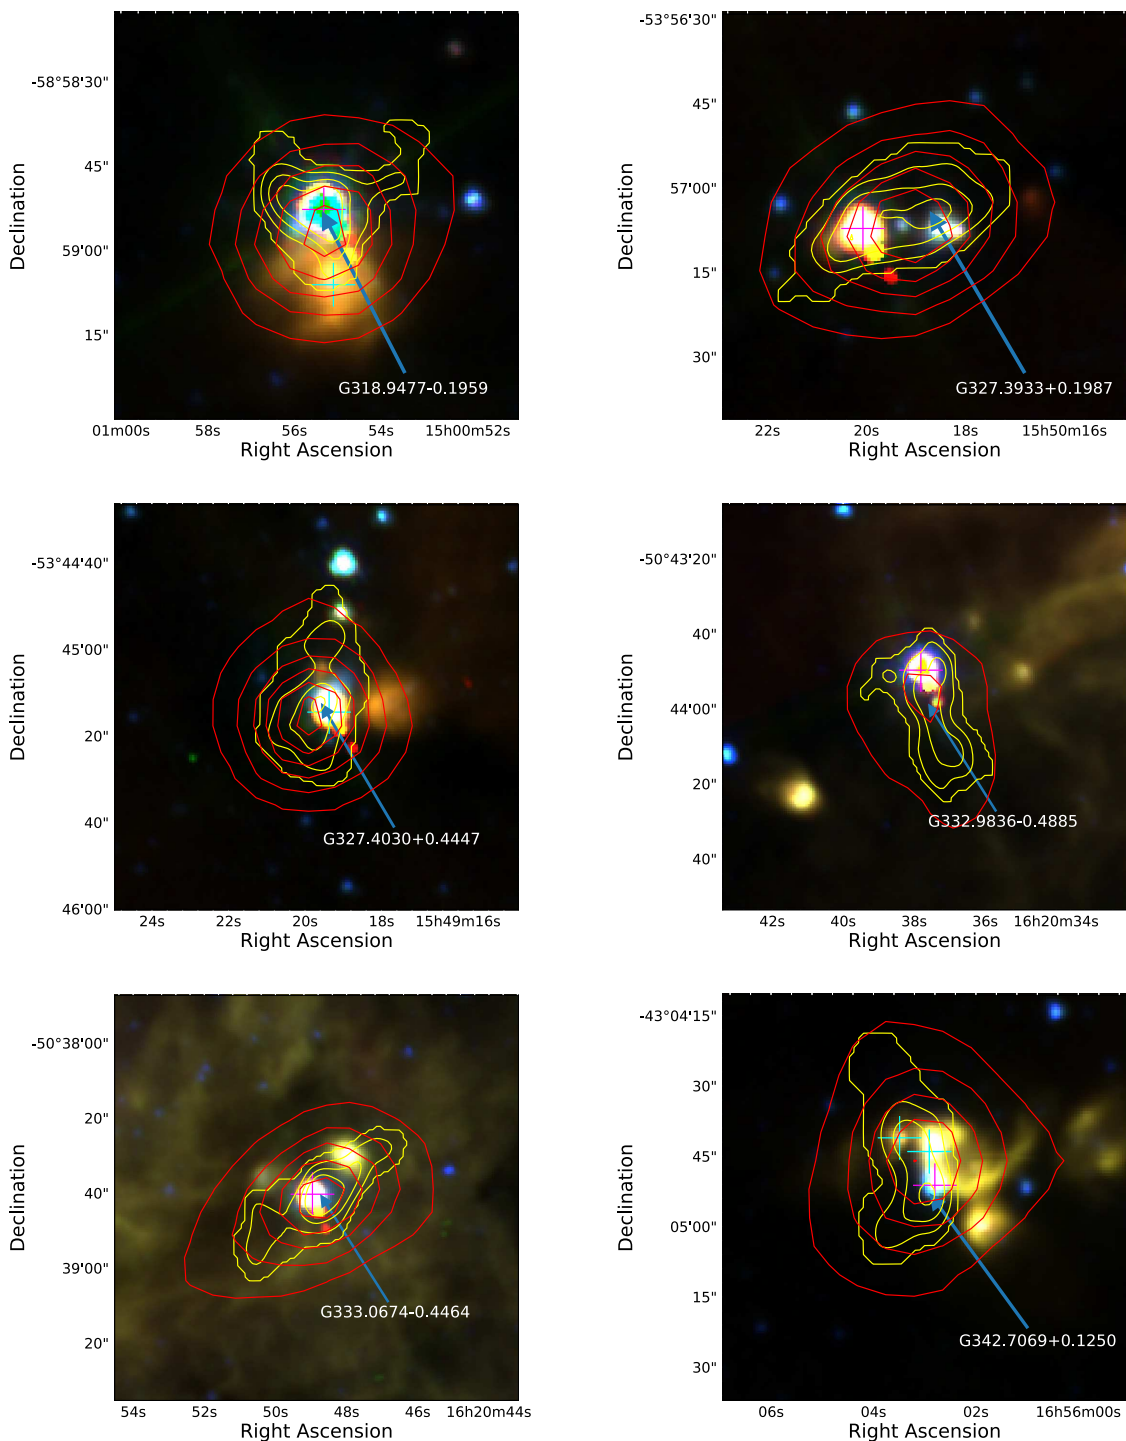 -58°58'30"
45"
59'00"
15"
Declination
G318.9477-0.1959
01m00s 58s 56s 54s 15h00m52s
Right Ascension
-53°56'30"
45"
57'00"
15"
30"
Declination
G327.3933+0.1987
22s 20s 18s 15h50m16s
Right Ascension
-53°44'40"
45'00"
20"
40"
46'00"
Declination
G327.4030+0.4447
24s 22s 20s 18s 15h49m16s
Right Ascension
-50°43'20"
40"
44'00"
20"
40"
Declination
G332.9836-0.4885
42s 40s 38s 36s 16h20m34s
Right Ascension
-50°38'00"
20"
40"
39'00"
20"
Declination
G333.0674-0.4464
54s 52s 50s 48s 46s 16h20m44s
Right Ascension
-43°04'15"
30"
45"
05'00"
15"
30"
Declination
G342.7069+0.1250
06s 04s 02s 16h56m00s
Right Ascension